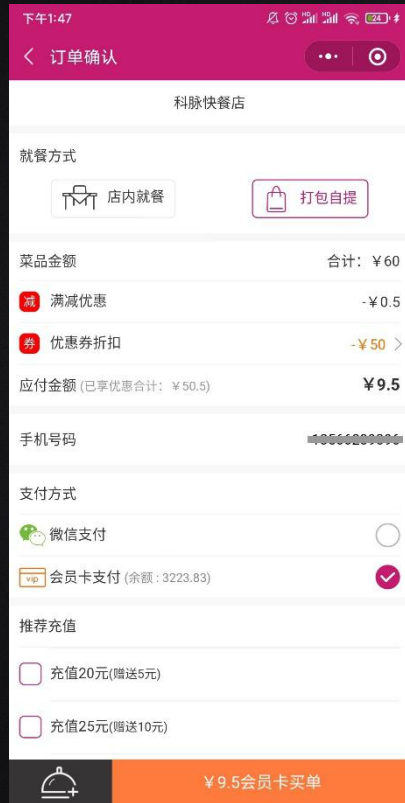 下午1:47
HD
HD
24
订单确认
科脉快餐店
就餐方式
店内就餐
打包自提
菜品金额
合计：￥60
减 满减优惠
-￥0.5
券 优惠券折扣
-￥50 >
应付金额 (已享优惠合计：￥50.5)
￥9.5
手机号码
支付方式
微信支付
vip 会员卡支付 (余额 : 3223.83)
推荐充值
充值20元(赠送5元)
充值25元(赠送10元)
￥9.5会员卡买单